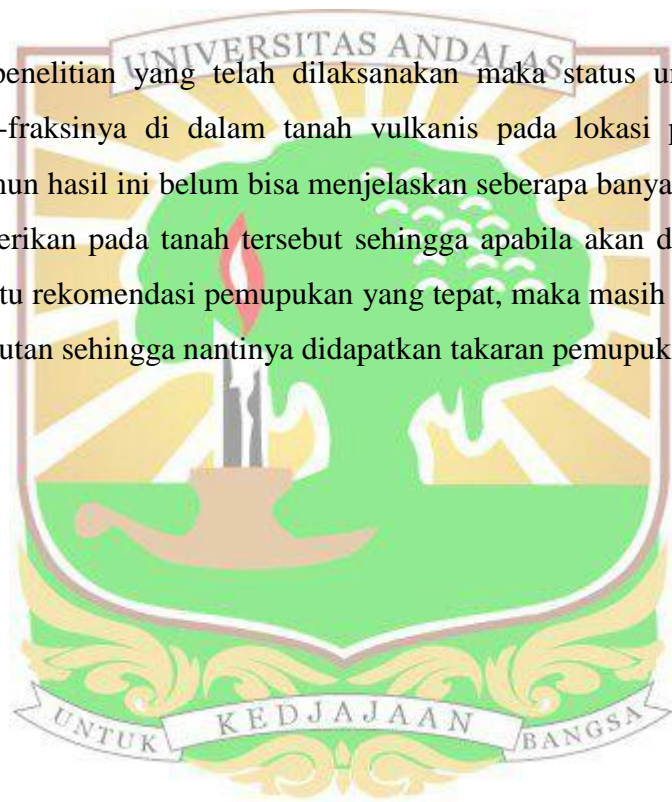 UNIVERSITAS ANDALAS
penelitian yang telah dilaksanakan maka status u
-fraksinya di dalam tanah vulkanis pada lokasi p
nun hasil ini belum bisa menjelaskan seberapa banya
erikan pada tanah tersebut sehingga apabila akan d
tu rekomendasi pemupukan yang tepat, maka masih
utan sehingga nantinya didapatkan takaran pemupuk
UNTUK KEDJAJAAN BANGSA